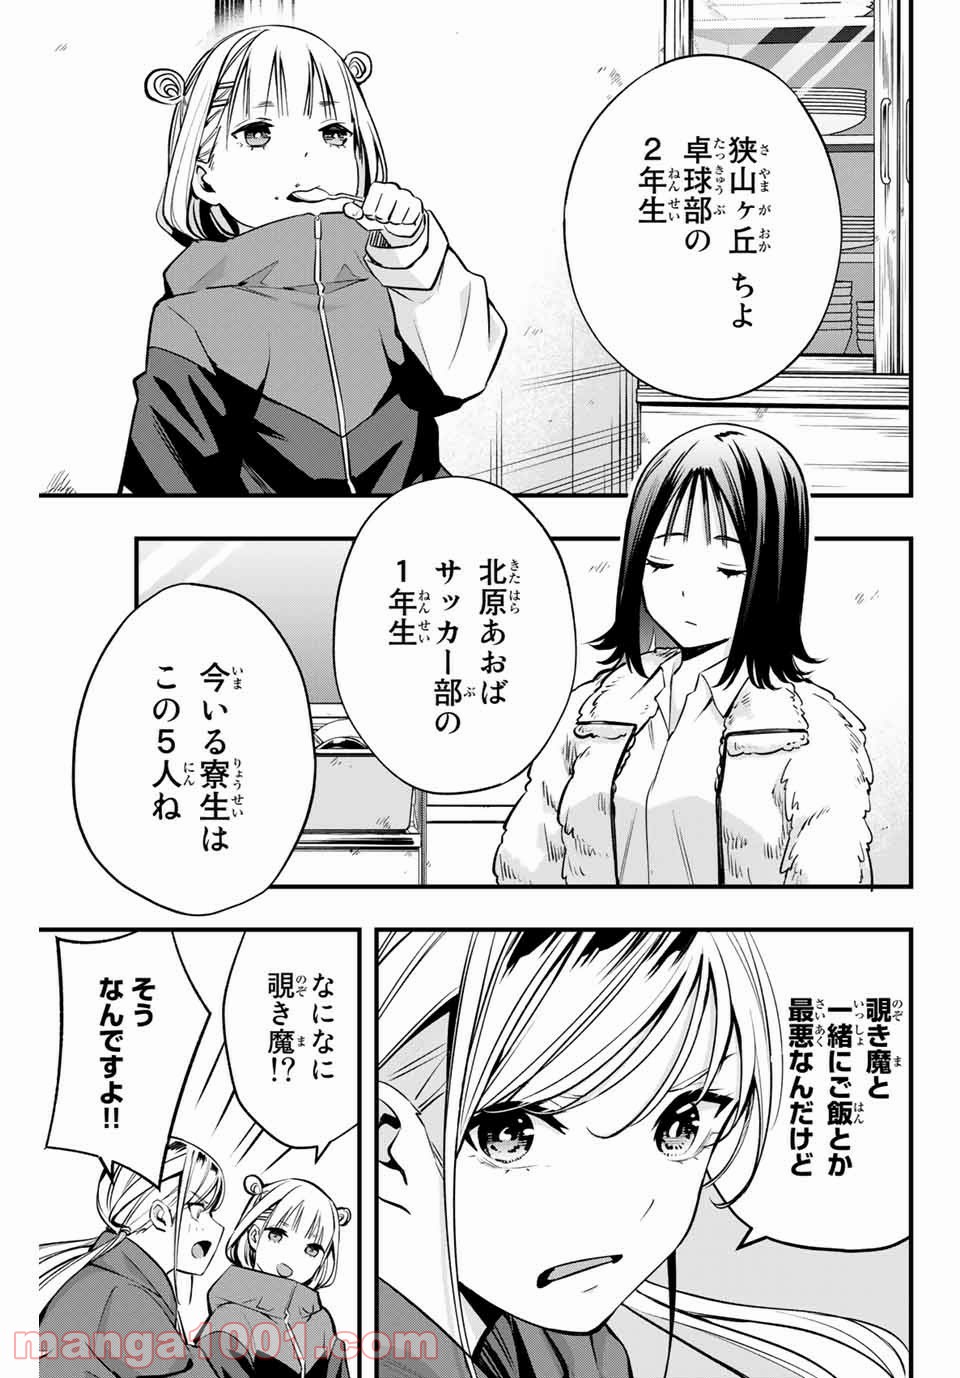 狭山ヶ丘 ちよ
卓球部の
2年生
北原あおば
サッカー部の
1年生
今いる寮生は
この5人ね
覗き魔と
一緒にご飯とか
最悪なんだけど
なになに
覗き魔!?
そう
なんですよ!!
manga1001.com